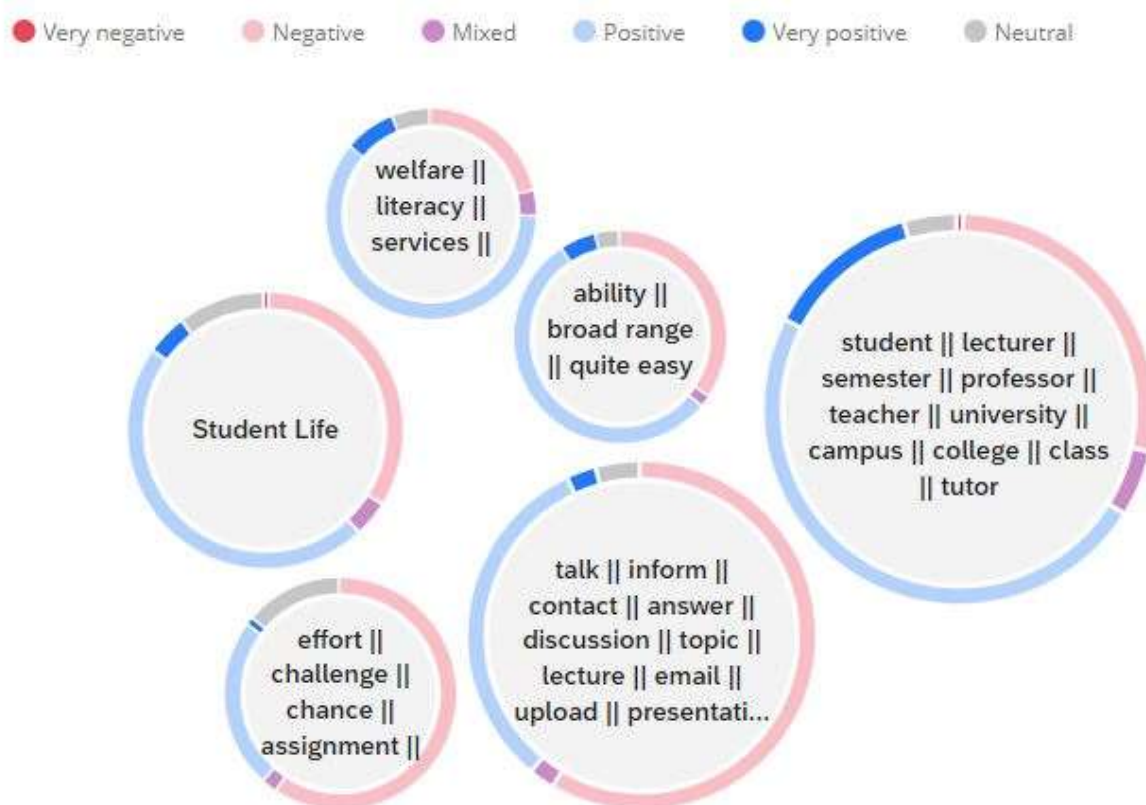 Very negative
Negative
Mixed
Positive
Very positive
Neutral
welfare ||
literacy ||
services ||
ability ||
broad range
|| quite easy
student || lecturer ||
semester || professor ||
teacher || university ||
campus || college || class
|| tutor
Student Life
talk || inform ||
contact || answer ||
discussion || topic ||
lecture || email ||
upload || presentati...
effort ||
challenge ||
chance ||
assignment ||